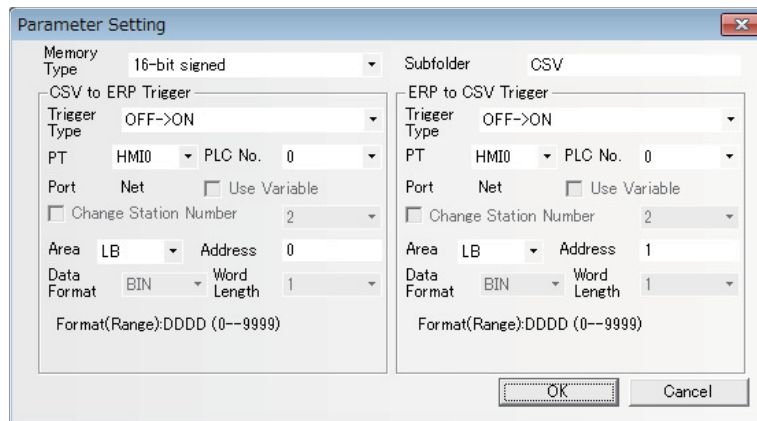 Parameter Setting
Memory Type 16-bit signed Subfolder CSV
CSV to ERP Trigger
Trigger Type OFF->ON
PT HMI0 PLC No. 0
Port Net Use Variable
Change Station Number 2
Area LB Address 0
Data Format BIN Word Length 1
Format(Range):DDDD (0--9999)
ERP to CSV Trigger
Trigger Type OFF->ON
PT HMI0 PLC No. 0
Port Net Use Variable
Change Station Number 2
Area LB Address 1
Data Format BIN Word Length 1
Format(Range):DDDD (0--9999)
OK Cancel